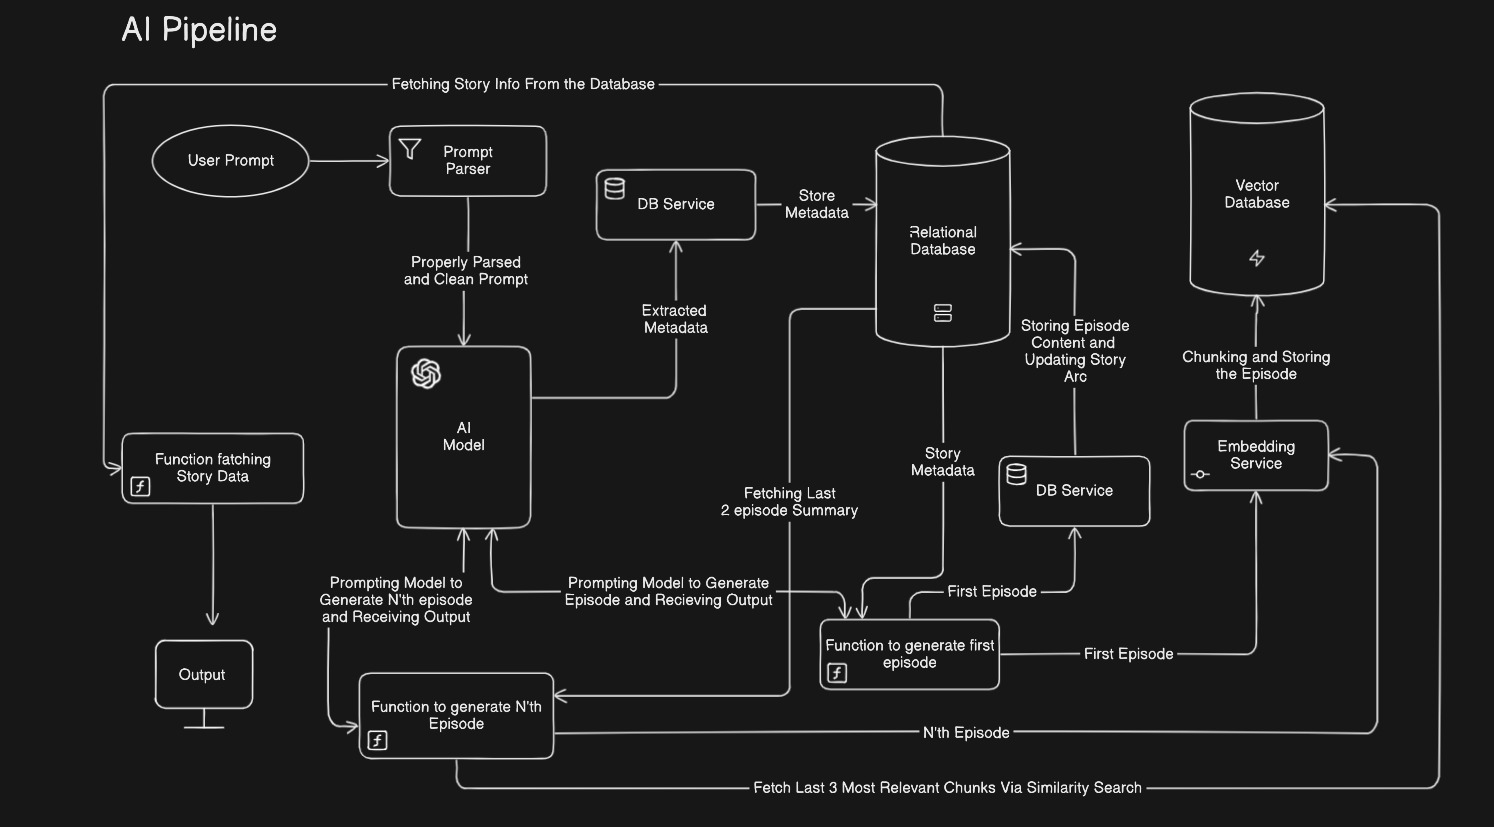 AI Pipeline
Fetching Story Info From the Database
User Prompt
Prompt
Parser
DB Service
Store
Metadata
Relational
Database
Vector
Database
Properly Parsed
and Clean Prompt
Extracted
Metadata
Storing Episode
Content and
Updating Story
Arc
Chunking and Storing
the Episode
AI
Model
Function fatching
Story Data
Story
Metadata
DB Service
Embedding
Service
Fetching Last
2 episode Summary
Prompting Model to
Generate N'th episode
and Receiving Output
Prompting Model to Generate
Episode and Recieving Output
First Episode
Function to generate first
episode
First Episode
Output
Function to generate N'th
Episode
N'th Episode
Fetch Last 3 Most Relevant Chunks Via Similarity Search